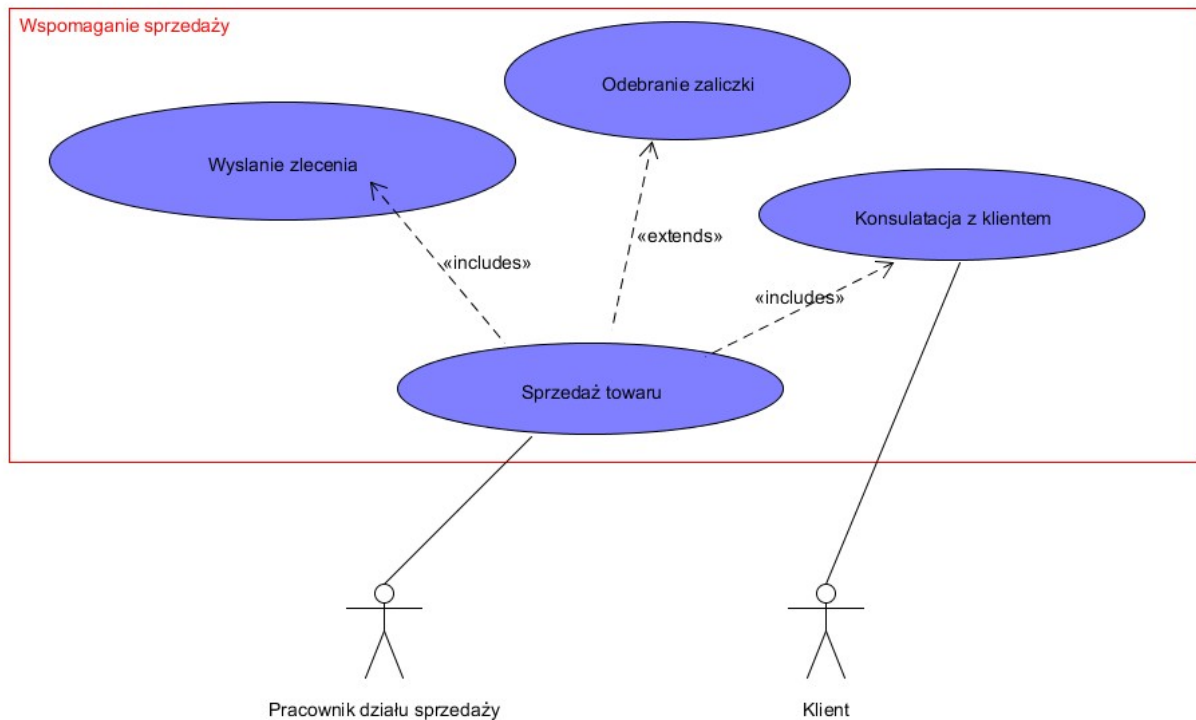 Wspomaganie sprzedaży
Odebranie zaliczki
Wyslanie zlecenia
Konsulatacja z klientem
«extends»
«includes»
«includes»
Sprzedaż towaru
Pracownik działu sprzedaży
Klient